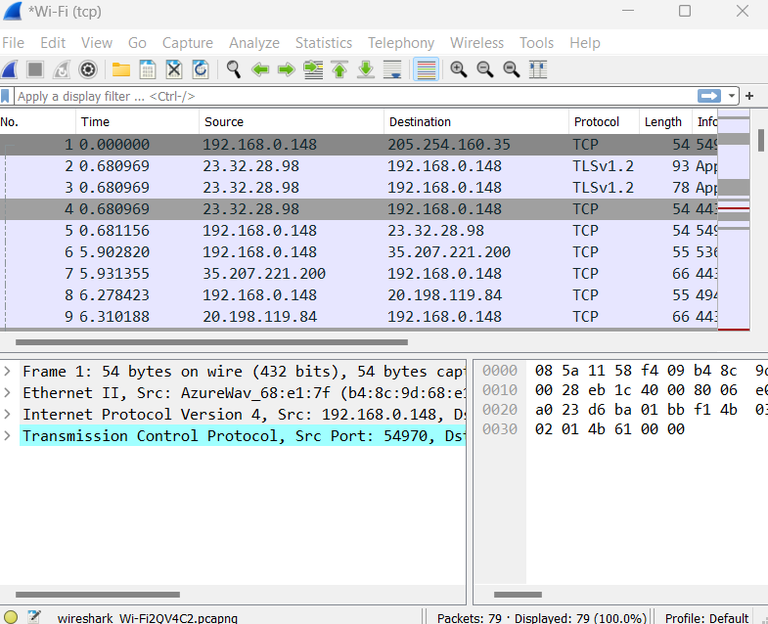 *Wi-Fi (tcp)
File Edit View Go Capture Analyze Statistics Telephony Wireless Tools Help
Apply a display filter ... <Ctrl-/>
No. Time Source Destination Protocol Length Info
1 0.000000 192.168.0.148 205.254.160.35 TCP 54 549
2 0.680969 23.32.28.98 192.168.0.148 TLSv1.2 93 App
3 0.680969 23.32.28.98 192.168.0.148 TLSv1.2 78 App
4 0.680969 23.32.28.98 192.168.0.148 TCP 54 443
5 0.681156 192.168.0.148 23.32.28.98 TCP 54 549
6 5.902820 192.168.0.148 35.207.221.200 TCP 55 536
7 5.931355 35.207.221.200 192.168.0.148 TCP 66 443
8 6.278423 192.168.0.148 20.198.119.84 TCP 55 494
9 6.310188 20.198.119.84 192.168.0.148 TCP 66 443
Frame 1: 54 bytes on wire (432 bits), 54 bytes capt
Ethernet II, Src: AzureWav_68:e1:7f (b4:8c:9d:68:e1
Internet Protocol Version 4, Src: 192.168.0.148, Ds
Transmission Control Protocol, Src Port: 54970, Dst
0000 08 5a 11 58 f4 09 b4 8c 9d
0010 00 28 eb 1c 40 00 80 06 e0
0020 a0 23 d6 ba 01 bb f1 4b 03
0030 02 01 4b 61 00 00
wireshark_Wi-Fi2QV4C2.pcapng Packets: 79 · Displayed: 79 (100.0%) Profile: Default